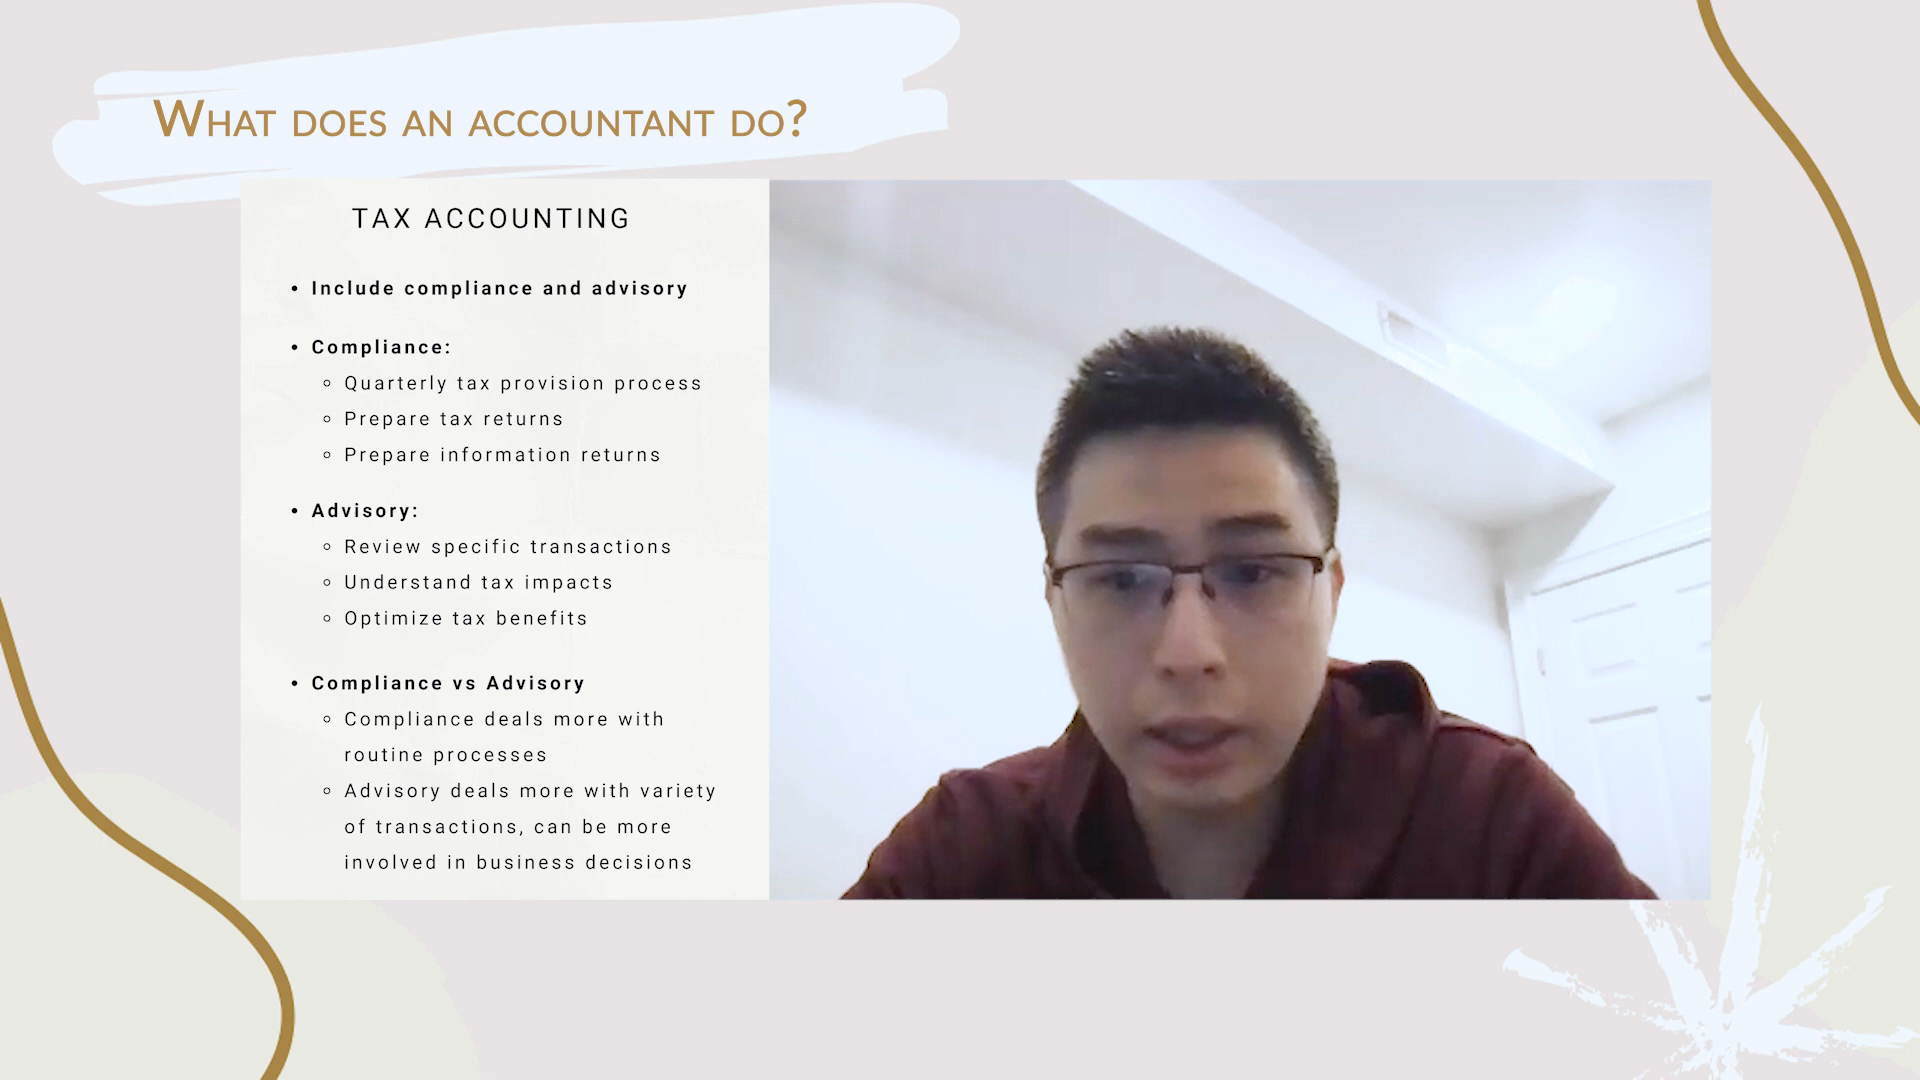 What does an accountant do?
TAX ACCOUNTING
• Include compliance and advisory
• Compliance:
◦ Quarterly tax provision process
◦ Prepare tax returns
◦ Prepare information returns
• Advisory:
◦ Review specific transactions
◦ Understand tax impacts
◦ Optimize tax benefits
• Compliance vs Advisory
◦ Compliance deals more with
routine processes
◦ Advisory deals more with variety
of transactions, can be more
involved in business decisions